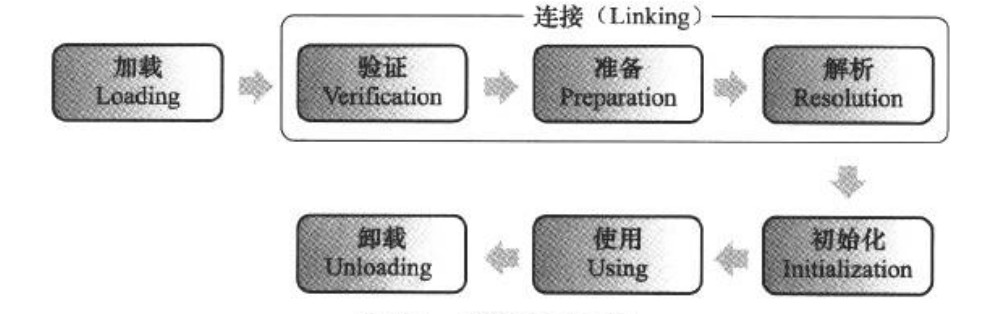 连接（Linking）
加载
Loading
验证
Verification
准备
Preparation
解析
Resolution
初始化
Initialization
使用
Using
卸载
Unloading